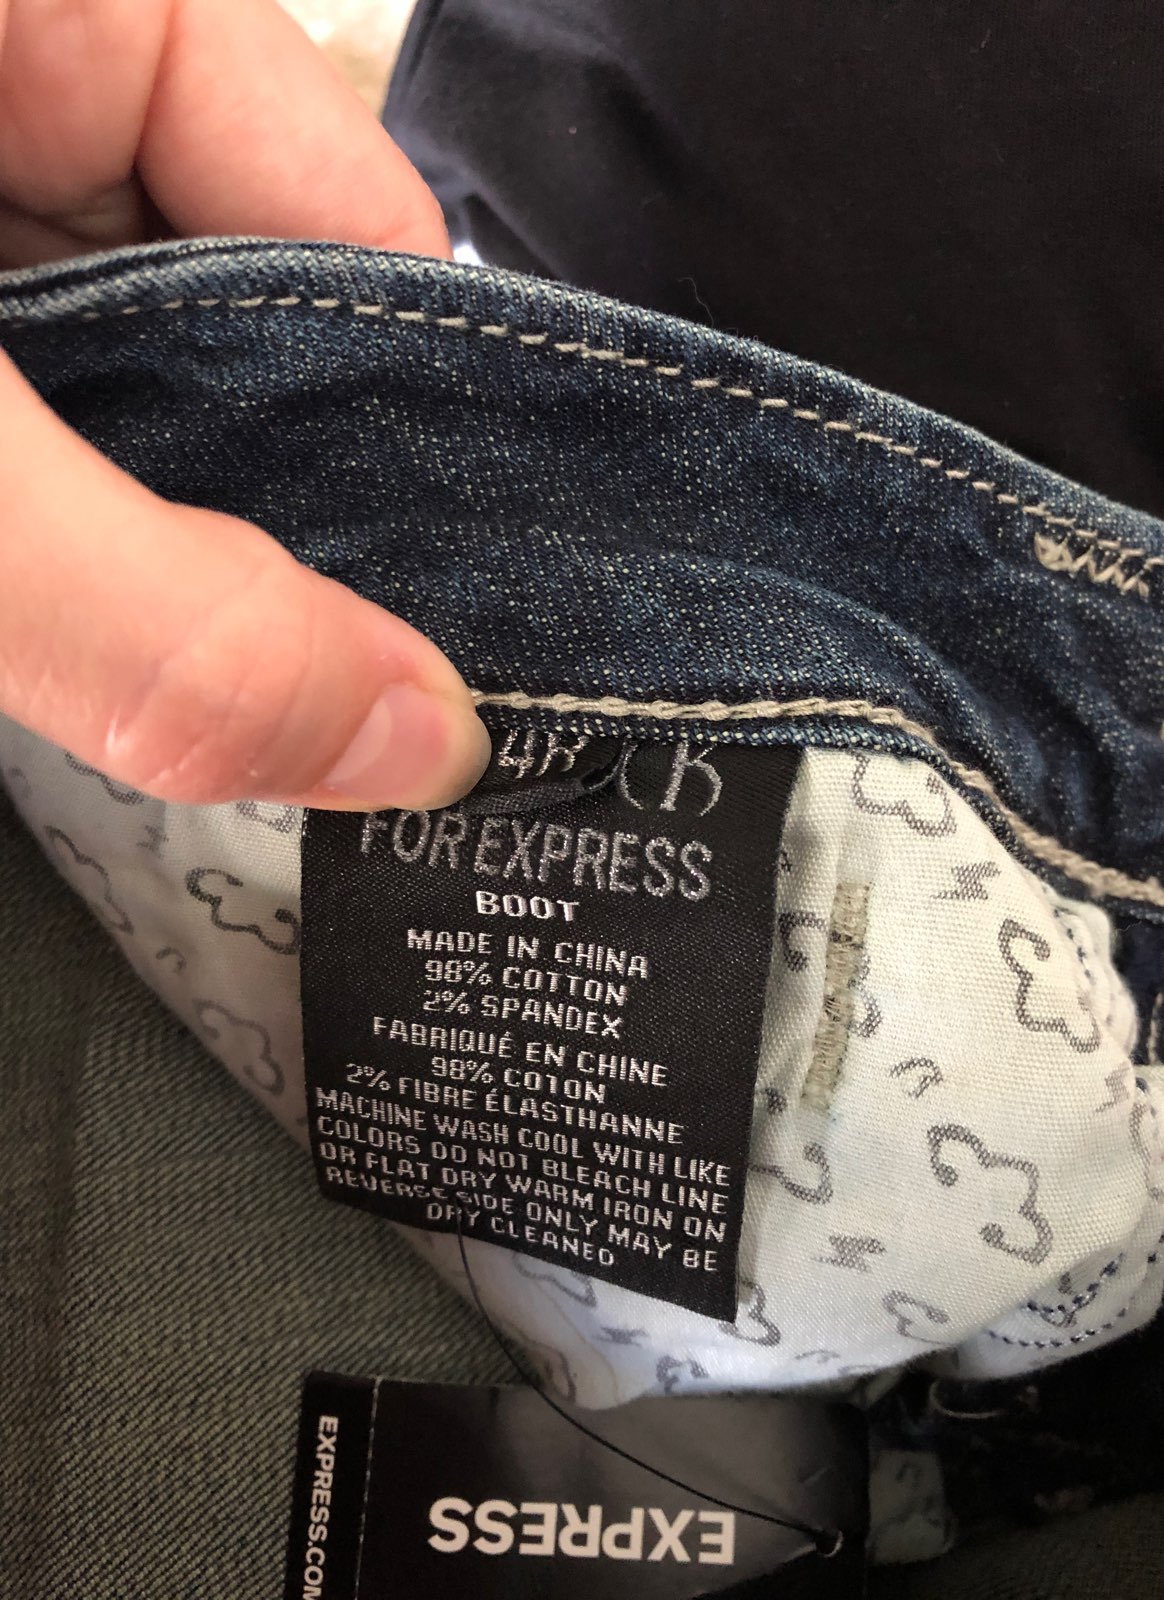 4R
FOR EXPRESS
BOOT
MADE IN CHINA
98% COTTON
2% SPANDEX
FABRIQUÉ EN CHINE
98% COTON
2% FIBRE ÉLASTHANNE
MACHINE WASH COOL WITH LIKE
COLORS DO NOT BLEACH LINE
OR FLAT DRY WARM IRON ON
REVERSE SIDE ONLY MAY BE
DRY CLEANED
EXPRESS.COM
EXPRESS